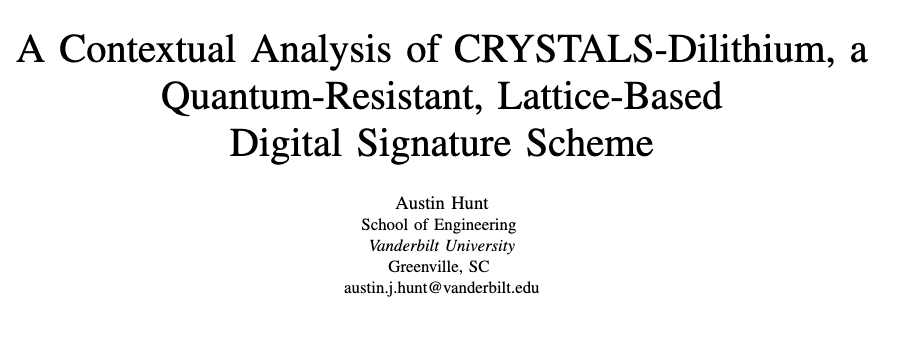 A Contextual Analysis of CRYSTALS-Dilithium, a
Quantum-Resistant, Lattice-Based
Digital Signature Scheme
Austin Hunt
School of Engineering
Vanderbilt University
Greenville, SC
austin.j.hunt@vanderbilt.edu